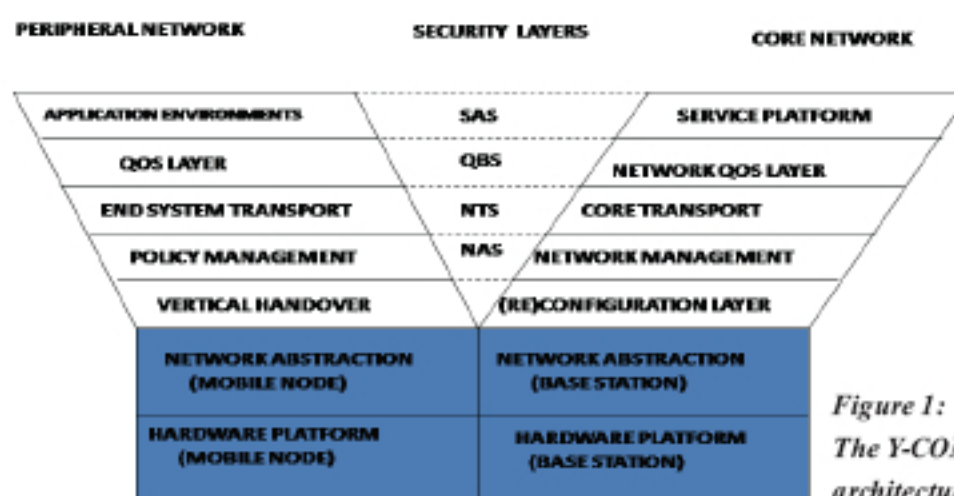 PERIPHERAL NETWORK
SECURITY LAYERS
CORE NETWORK
APPLICATION ENVIRONMENTS
SAS
SERVICE PLATFORM
QOS LAYER
QBS
NETWORK QOS LAYER
END SYSTEM TRANSPORT
NTS
CORE TRANSPORT
POLICY MANAGEMENT
NAS
NETWORK MANAGEMENT
VERTICAL HANDOVER
(RE)CONFIGURATION LAYER
NETWORK ABSTRACTION
(MOBILE NODE)
NETWORK ABSTRACTION
(BASE STATION)
HARDWARE PLATFORM
(MOBILE NODE)
HARDWARE PLATFORM
(BASE STATION)
Figure 1:
The